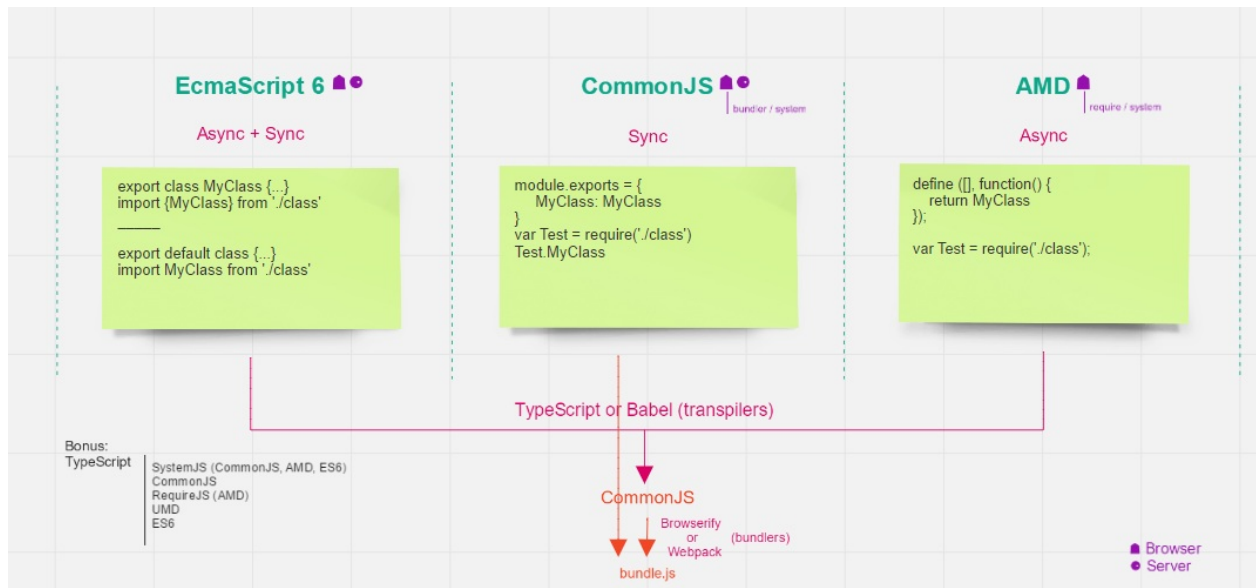 EcmaScript 6
Async + Sync
export class MyClass {...}
import {MyClass} from './class'
_____
export default class {...}
import MyClass from './class'
CommonJS
bundler / system
Sync
module.exports = {
MyClass: MyClass
}
var Test = require('./class')
Test.MyClass
AMD
require / system
Async
define ([], function() {
return MyClass
});
var Test = require('./class');
TypeScript or Babel (transpilers)
Bonus:
TypeScript
SystemJS (CommonJS, AMD, ES6)
CommonJS
RequireJS (AMD)
UMD
ES6
CommonJS
Browserify
or
Webpack
(bundlers)
bundle.js
Browser
Server